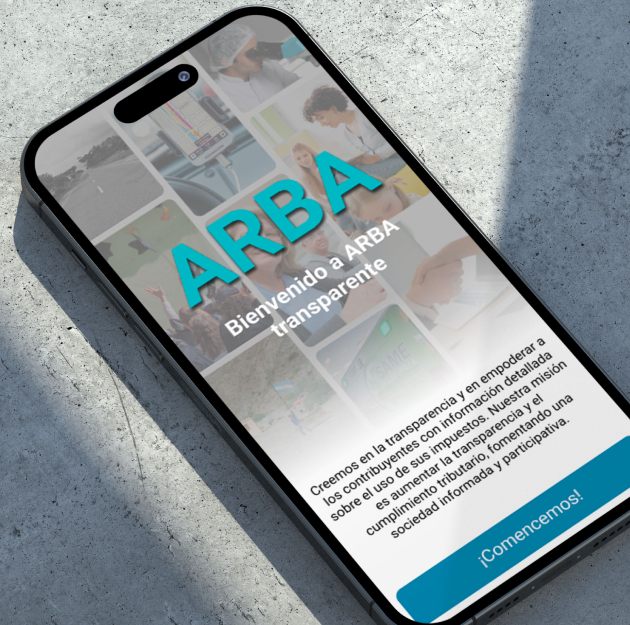 ARBA
Bienvenido a ARBA
transparente
SAME
Creemos en la transparencia y en empoderar a
los contribuyentes con información detallada
sobre el uso de sus impuestos. Nuestra misión
es aumentar la transparencia y el
cumplimiento tributario, fomentando una
sociedad informada y participativa.
¡Comencemos!